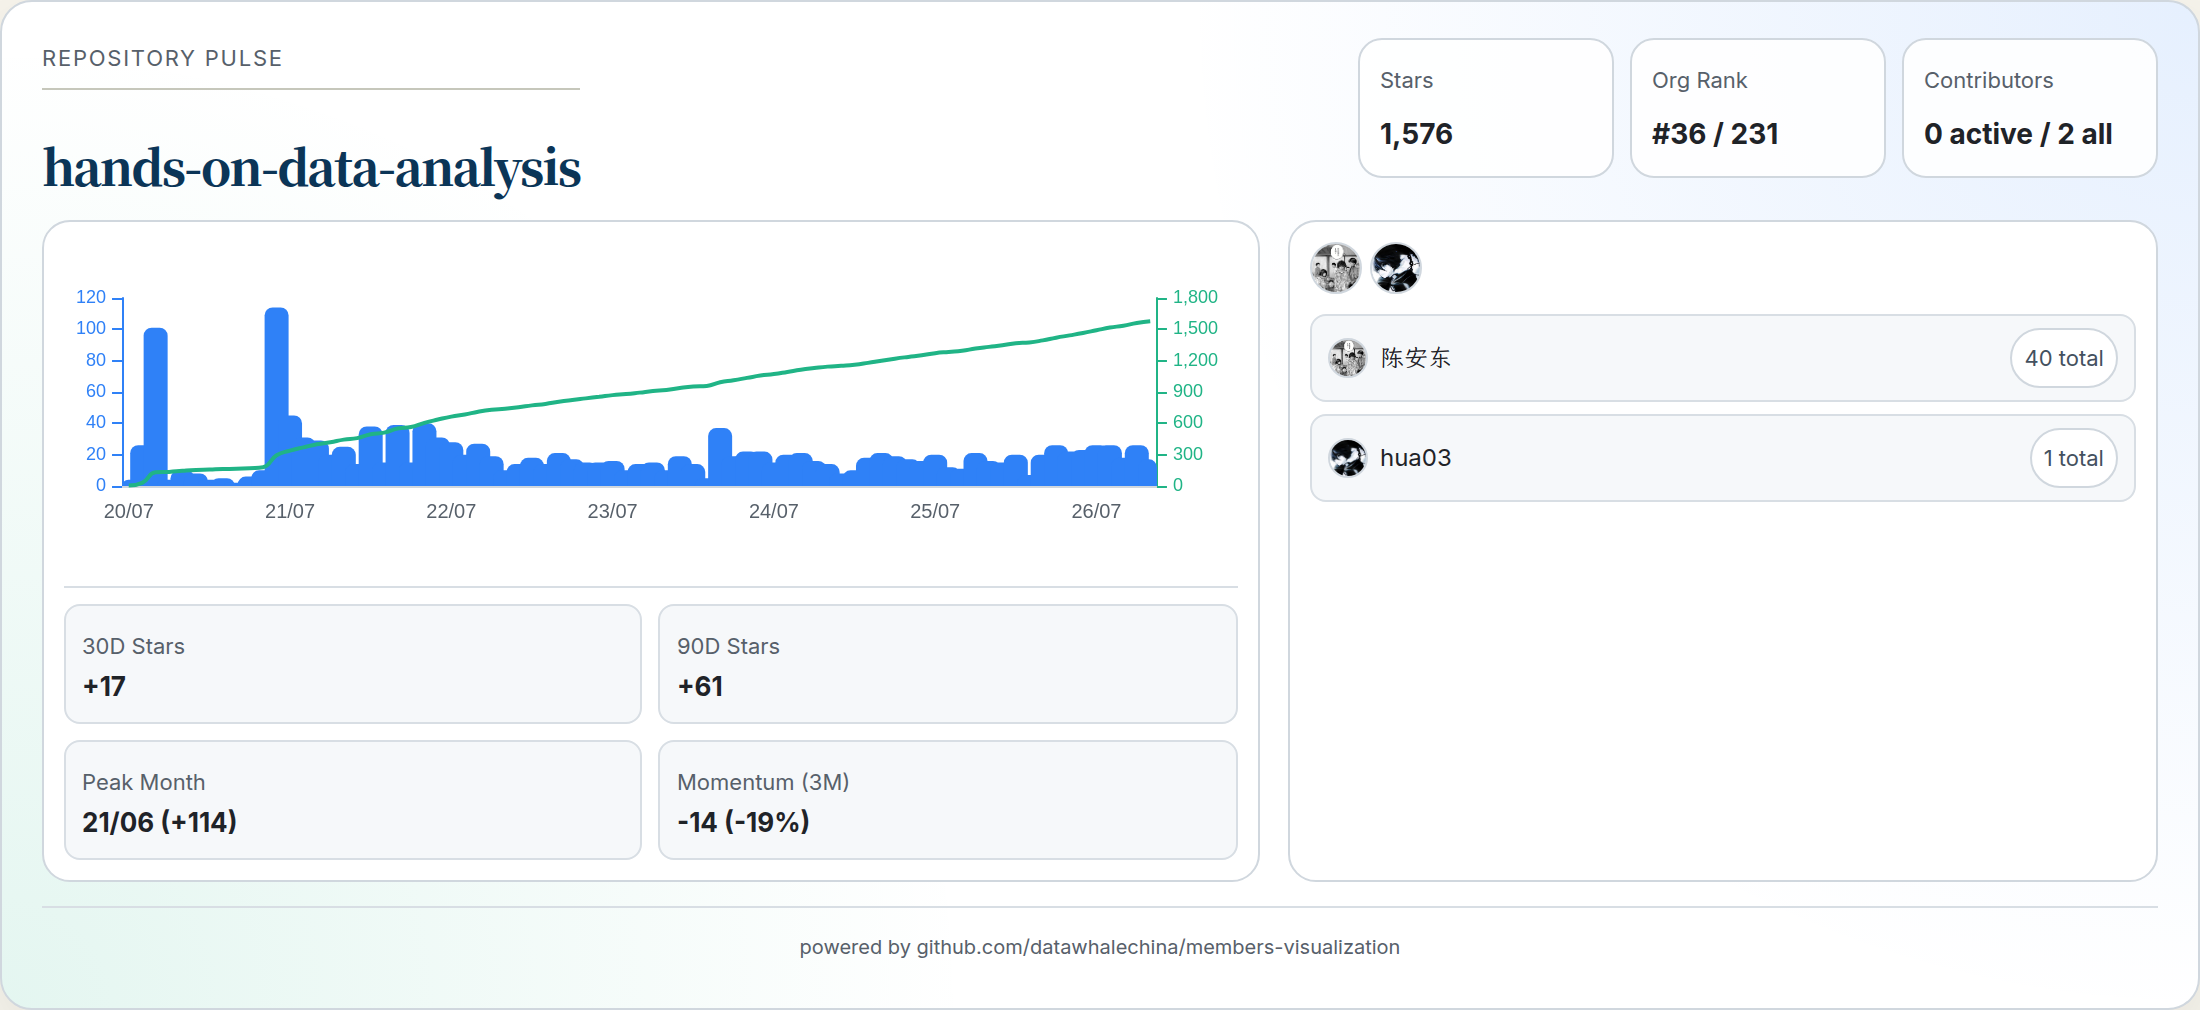 REPOSITORY PULSE
hands-on-data-analysis
Stars
1,576
Org Rank
#36 / 231
Contributors
0 active / 2 all
120
100
80
60
40
20
0
1,800
1,500
1,200
900
600
300
0
20/07 21/07 22/07 23/07 24/07 25/07 26/07
30D Stars
+17
90D Stars
+61
Peak Month
21/06 (+114)
Momentum (3M)
-14 (-19%)
陈安东 40 total
hua03 1 total
powered by github.com/datawhalechina/members-visualization